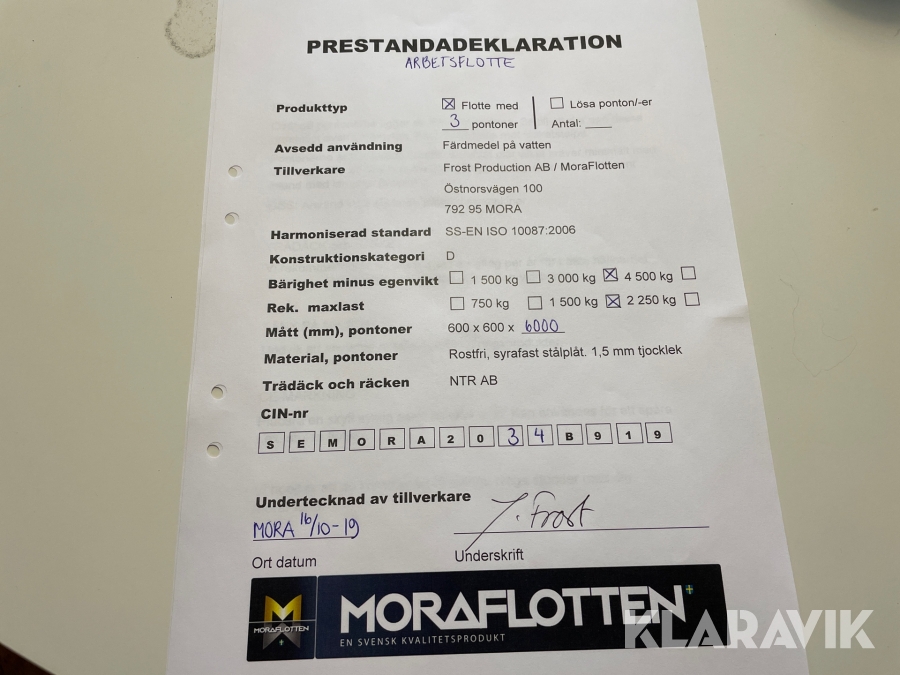 PRESTANDADEKLARATION
ARBETSFLOTTE
Produkttyp ☒ Flotte med ☐ Lösa ponton/-er
3 pontoner Antal: ____
Avsedd användning Färdmedel på vatten
Tillverkare Frost Production AB / MoraFlotten
Östnorsvägen 100
792 95 MORA
Harmoniserad standard SS-EN ISO 10087:2006
Konstruktionskategori D
Bärighet minus egenvikt ☐ 1 500 kg ☐ 3 000 kg ☒ 4 500 kg ☐
Rek. maxlast ☐ 750 kg ☐ 1 500 kg ☒ 2 250 kg ☐
Mått (mm), pontoner 600 x 600 x 6000
Material, pontoner Rostfri, syrafast stålplåt. 1,5 mm tjocklek
Trädäck och räcken NTR AB
CIN-nr
S E M O R A 2 0 3 4 B 9 1 9
Undertecknad av tillverkare J. Frost
MORA 16/10-19
Ort datum Underskrift
MORAFLOTTEN
MORAFLOTTEN
EN SVENSK KVALITETSPRODUKT
KLARAVIK